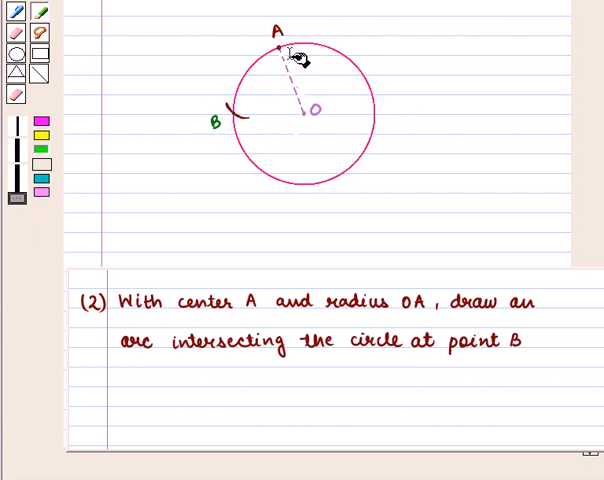 A
O
B
(2) With center A and radius OA, draw an
arc intersecting the circle at point B